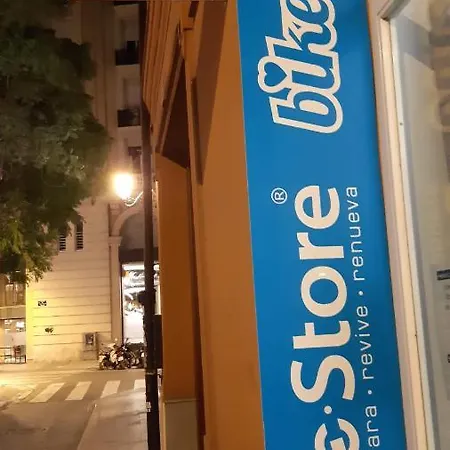 Store® bike
ara · revive · renueva